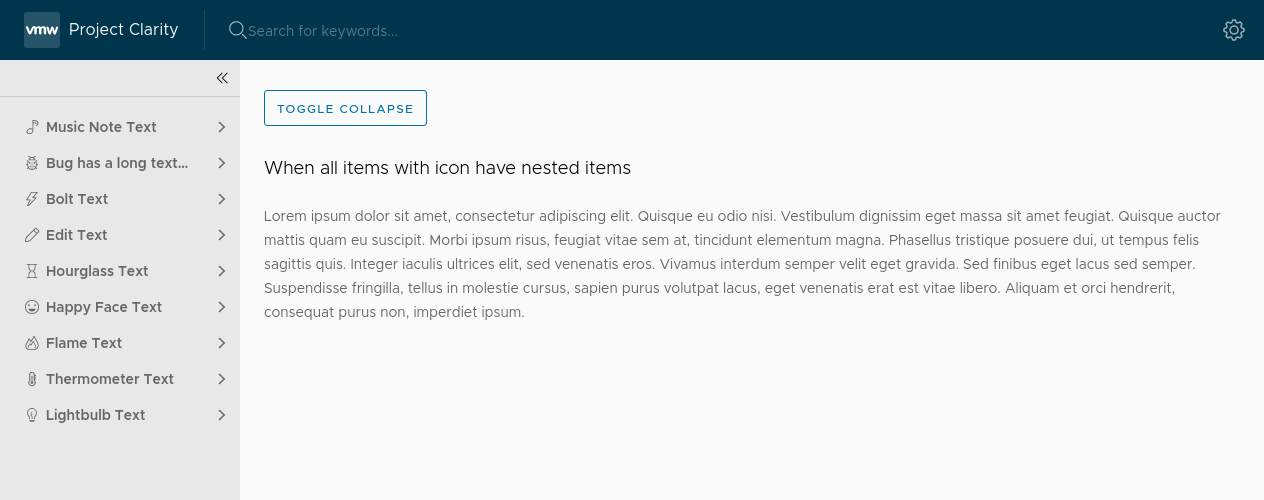 vmw Project Clarity
Search for keywords...
Music Note Text
Bug has a long text...
Bolt Text
Edit Text
Hourglass Text
Happy Face Text
Flame Text
Thermometer Text
Lightbulb Text
TOGGLE COLLAPSE
When all items with icon have nested items
Lorem ipsum dolor sit amet, consectetur adipiscing elit. Quisque eu odio nisi. Vestibulum dignissim eget massa sit amet feugiat. Quisque auctor
mattis quam eu suscipit. Morbi ipsum risus, feugiat vitae sem at, tincidunt elementum magna. Phasellus tristique posuere dui, ut tempus felis
sagittis quis. Integer iaculis ultrices elit, sed venenatis eros. Vivamus interdum semper velit eget gravida. Sed finibus eget lacus sed semper.
Suspendisse fringilla, tellus in molestie cursus, sapien purus volutpat lacus, eget venenatis erat est vitae libero. Aliquam et orci hendrerit,
consequat purus non, imperdiet ipsum.